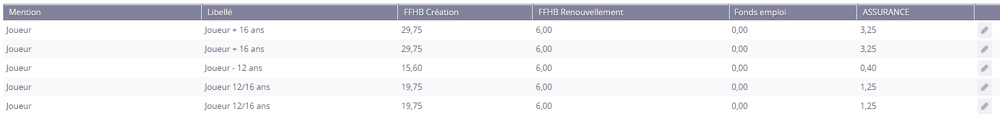 Mention Libellé FFHB Création FFHB Renouvellement Fonds emploi ASSURANCE
Joueur Joueur + 16 ans 29,75 6,00 0,00 3,25
Joueur Joueur + 16 ans 29,75 6,00 0,00 3,25
Joueur Joueur - 12 ans 15,60 6,00 0,00 0,40
Joueur Joueur 12/16 ans 19,75 6,00 0,00 1,25
Joueur Joueur 12/16 ans 19,75 6,00 0,00 1,25